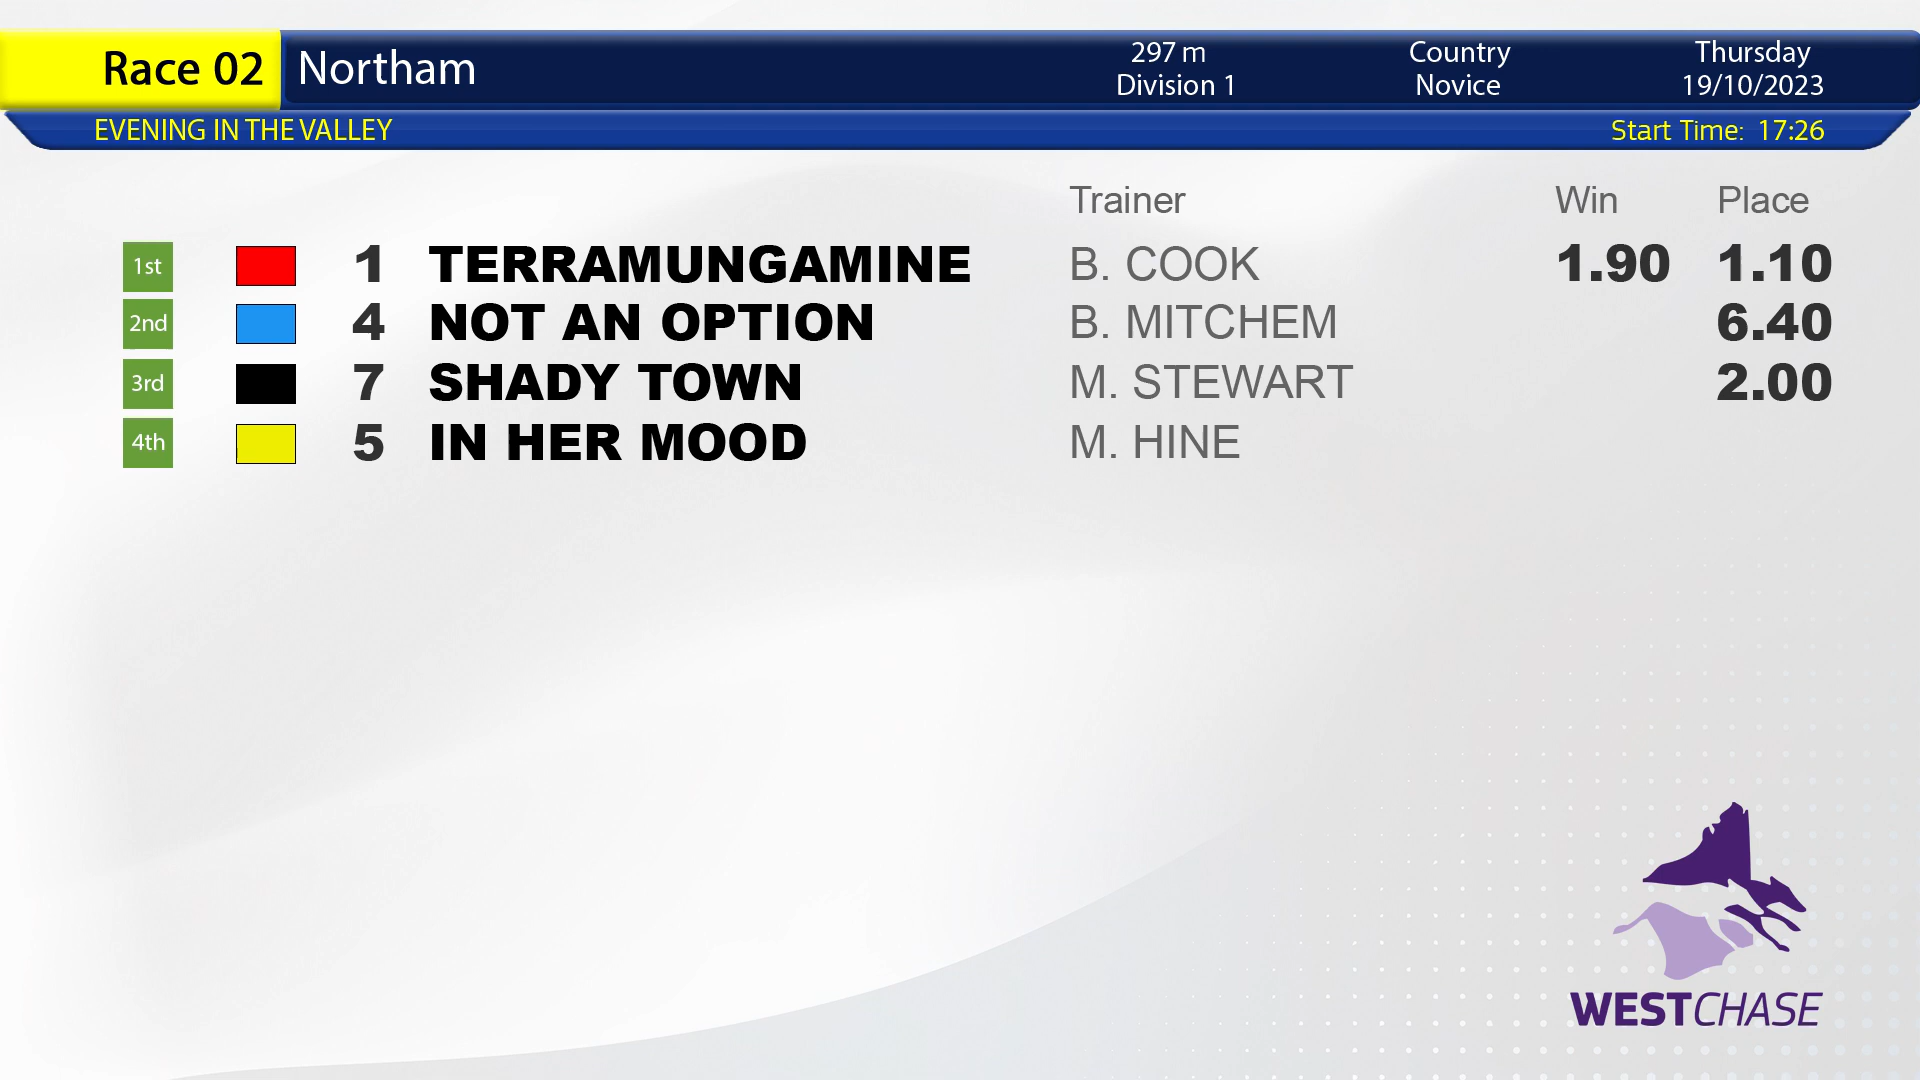 Race 02 Northam 297 m Country Thursday
Division 1 Novice 19/10/2023
EVENING IN THE VALLEY Start Time: 17:26
Trainer Win Place
1st 1 TERRAMUNGAMINE B. COOK 1.90 1.10
2nd 4 NOT AN OPTION B. MITCHEM 6.40
3rd 7 SHADY TOWN M. STEWART 2.00
4th 5 IN HER MOOD M. HINE
WESTCHASE